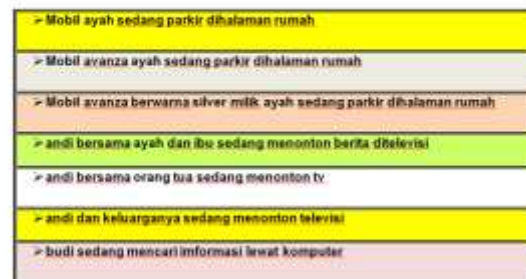 ➢ Mobil ayah sedang parkir dihalaman rumah
➢ Mobil avanza ayah sedang parkir dihalaman rumah
➢ Mobil avanza berwarna silver milik ayah sedang parkir dihalaman rumah
➢ andi bersama ayah dan ibu sedang menonton berita ditelevisi
➢ andi bersama orang tua sedang menonton tv
➢ andi dan keluarganya sedang menonton televisi
➢ budi sedang mencari imformasi lewat komputer